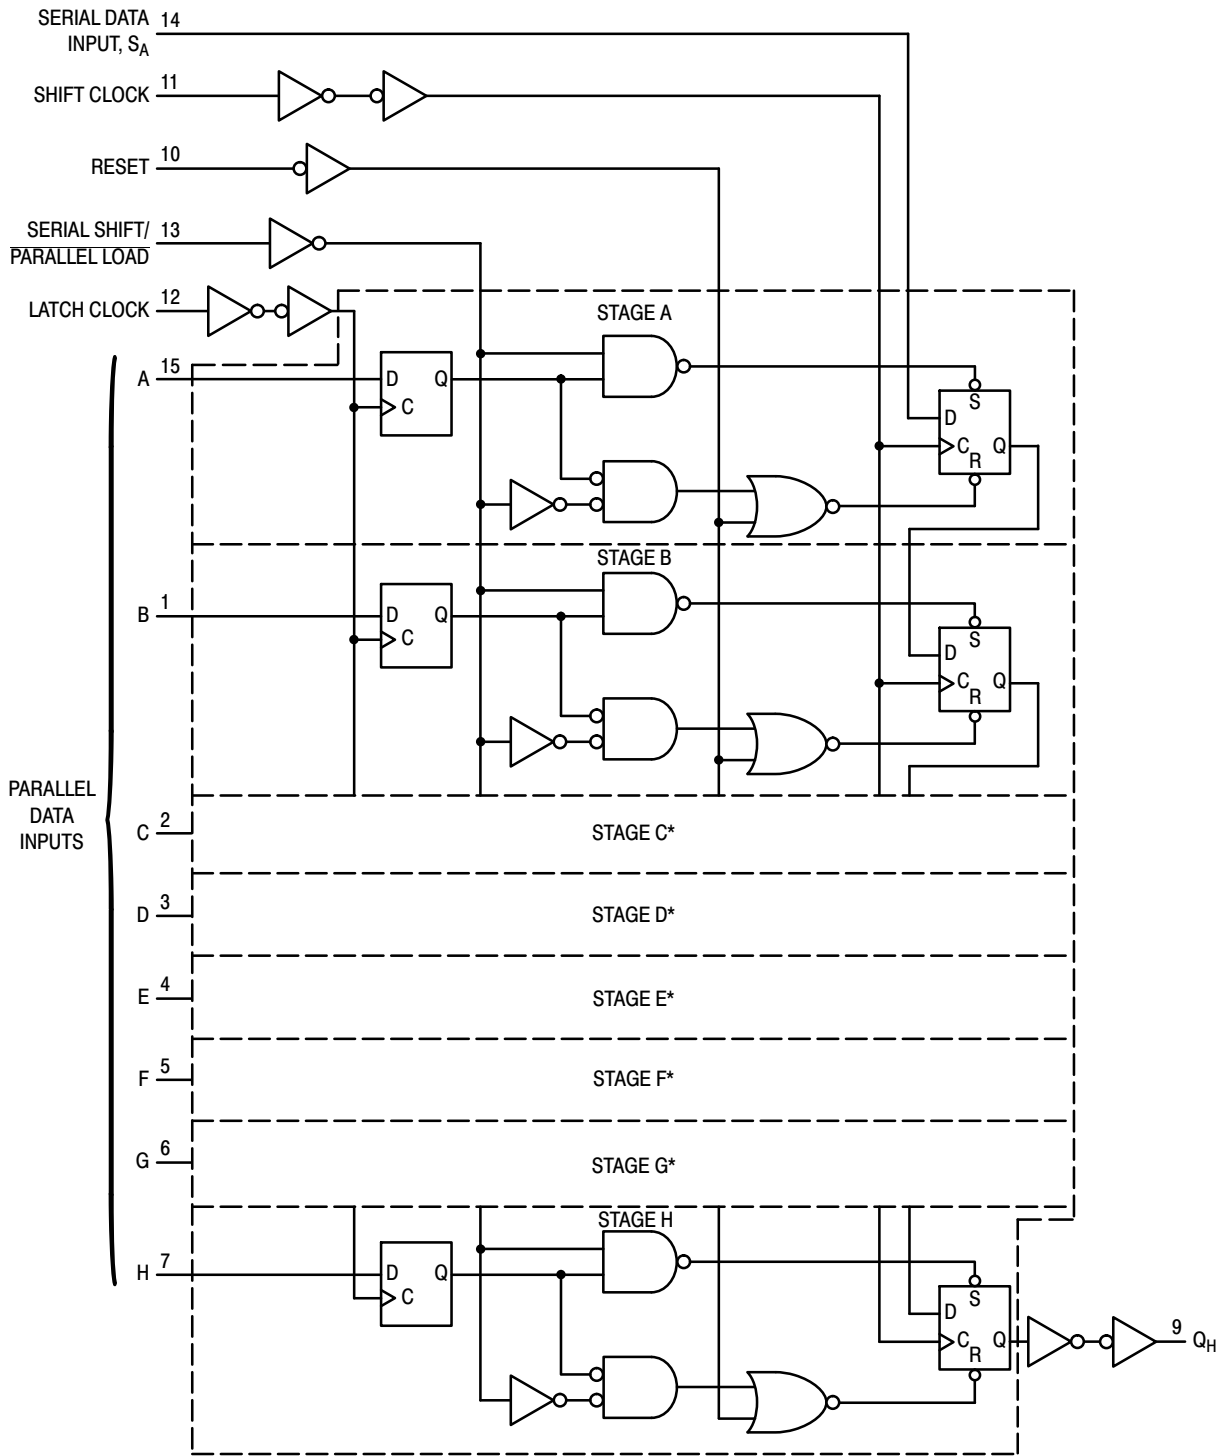 SERIAL DATA 14
INPUT, SA
SHIFT CLOCK 11
RESET 10
SERIAL SHIFT/ 13
PARALLEL LOAD
LATCH CLOCK 12
STAGE A
A 15
D Q
C
S
D
C Q
R
STAGE B
B 1
D Q
C
S
D
C Q
R
PARALLEL
DATA
INPUTS
C 2
STAGE C*
D 3
STAGE D*
E 4
STAGE E*
F 5
STAGE F*
G 6
STAGE G*
STAGE H
H 7
D Q
C
S
D
C Q
R
9 QH